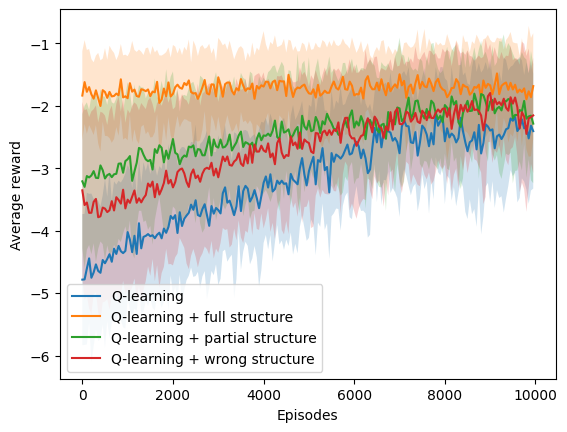 −1
−2
−3
−4
−5
−6
Average reward
Q-learning
Q-learning + full structure
Q-learning + partial structure
Q-learning + wrong structure
0 2000 4000 6000 8000 10000
Episodes